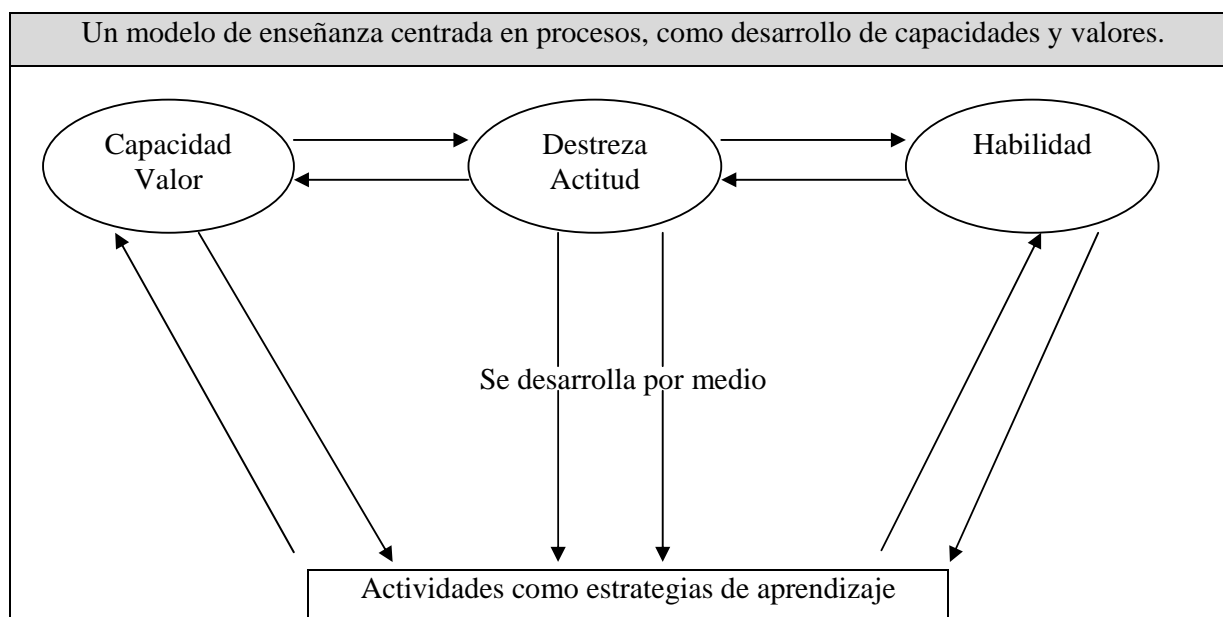 Un modelo de enseñanza centrada en procesos, como desarrollo de capacidades y valores.
Capacidad
Valor
Destreza
Actitud
Habilidad
Se desarrolla por medio
Actividades como estrategias de aprendizaje